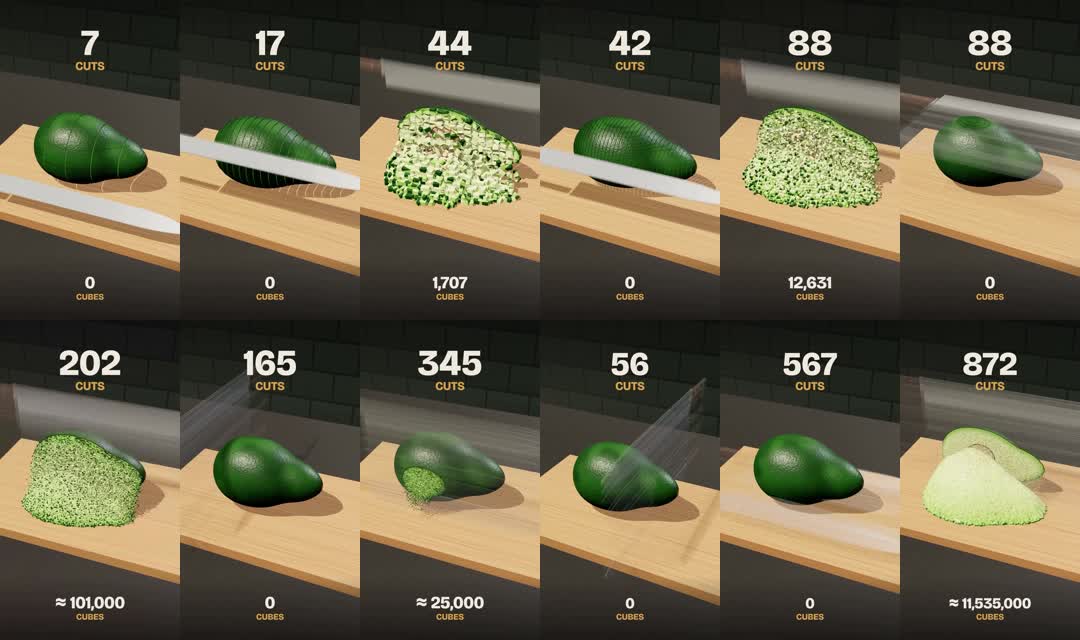 7
CUTS
0
CUBES
17
CUTS
0
CUBES
44
CUTS
1,707
CUBES
42
CUTS
0
CUBES
88
CUTS
12,631
CUBES
88
CUTS
0
CUBES
202
CUTS
≈ 101,000
CUBES
165
CUTS
0
CUBES
345
CUTS
≈ 25,000
CUBES
56
CUTS
0
CUBES
567
CUTS
0
CUBES
872
CUTS
≈ 11,535,000
CUBES